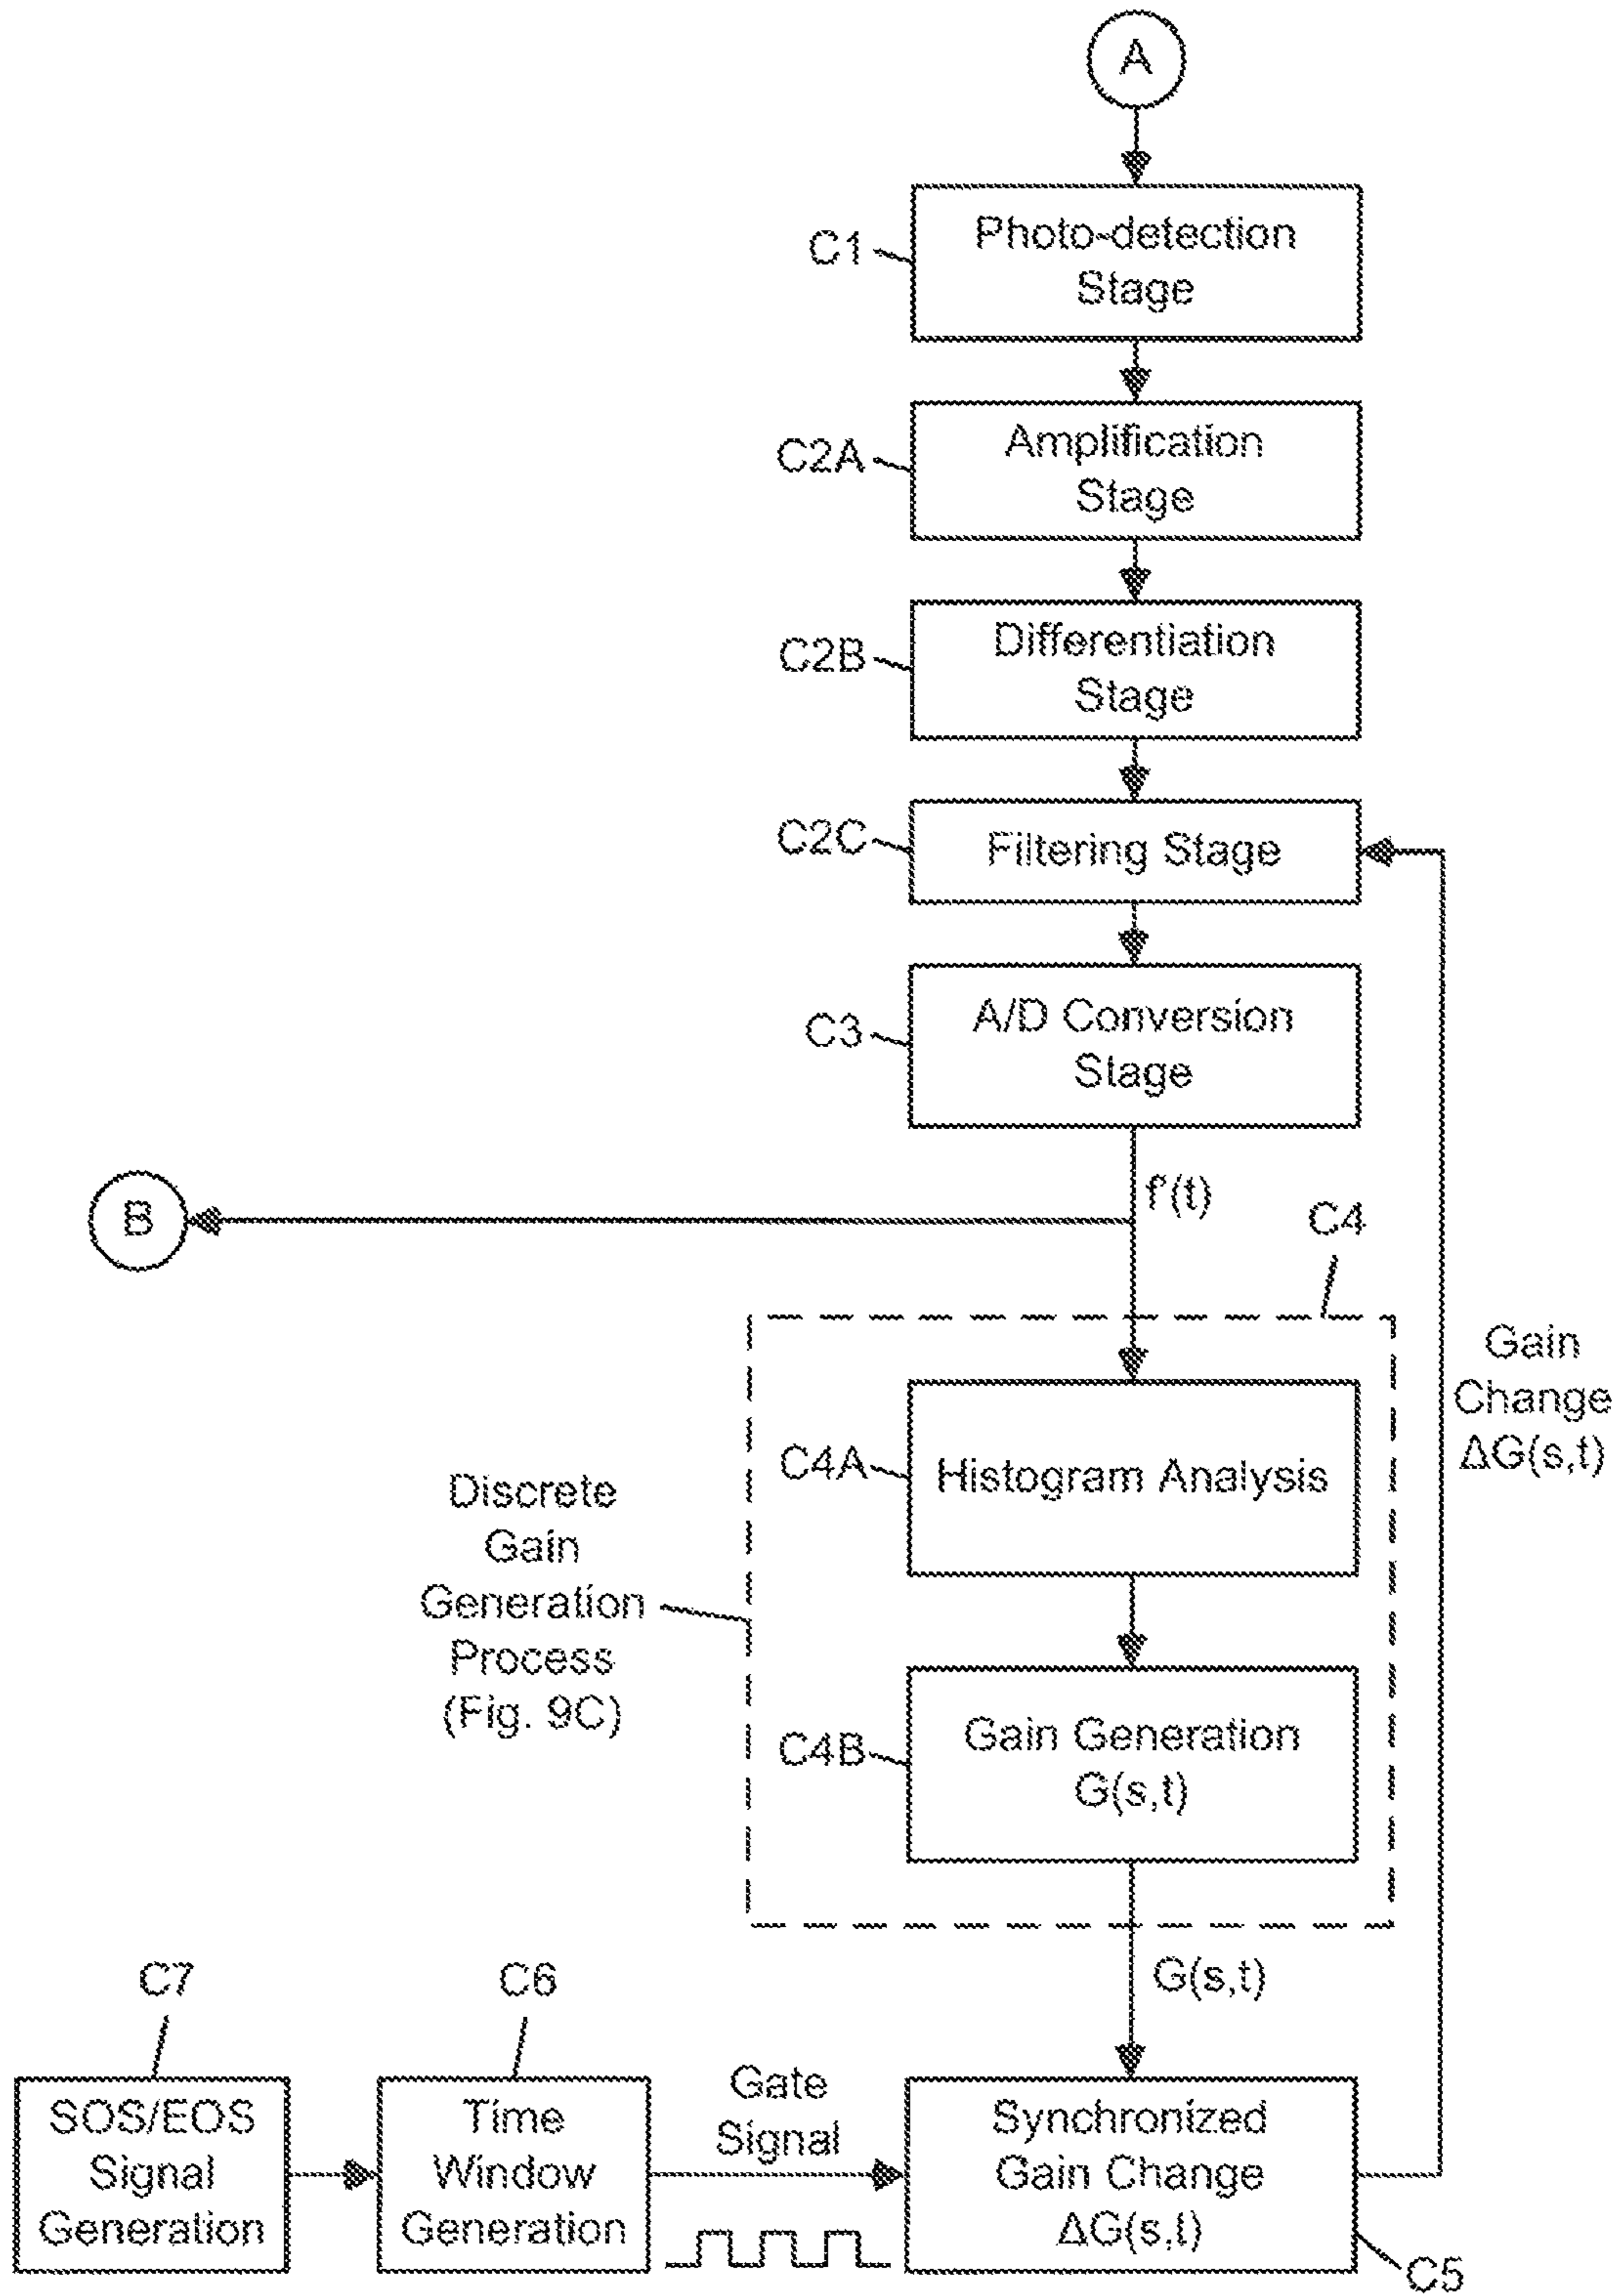 A
C1
Photo-detection
Stage
C2A
Amplification
Stage
C2B
Differentiation
Stage
C2C
Filtering Stage
C3
A/D Conversion
Stage
f'(t)
B
C4
Gain
Change
ΔG(s,t)
C4A
Histogram Analysis
Discrete
Gain
Generation
Process
(Fig. 9C)
C4B
Gain Generation
G(s,t)
G(s,t)
C7
SOS/EOS
Signal
Generation
C6
Time
Window
Generation
Gate
Signal
Synchronized
Gain Change
ΔG(s,t)
C5